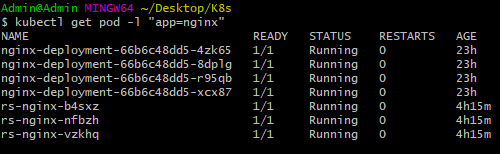 Admin@Admin MINGW64 ~/Desktop/K8s
$ kubectl get pod -l "app=nginx"
NAME READY STATUS RESTARTS AGE
nginx-deployment-66b6c48dd5-4zk65 1/1 Running 0 23h
nginx-deployment-66b6c48dd5-8dplg 1/1 Running 0 23h
nginx-deployment-66b6c48dd5-r95qb 1/1 Running 0 23h
nginx-deployment-66b6c48dd5-xcx87 1/1 Running 0 23h
rs-nginx-b4sxz 1/1 Running 0 4h15m
rs-nginx-nfbzh 1/1 Running 0 4h15m
rs-nginx-vzkhq 1/1 Running 0 4h15m